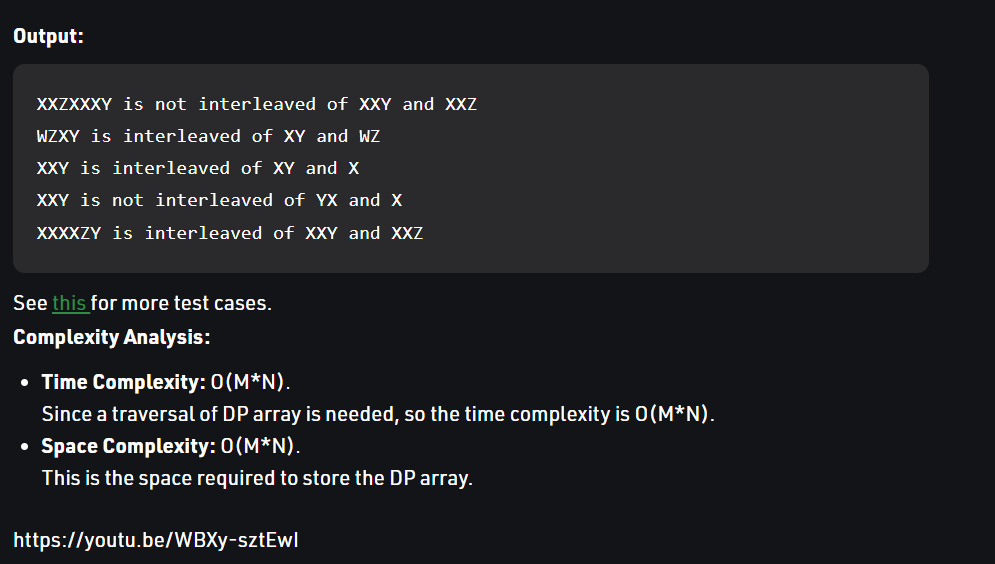 Output:
XXZXXXY is not interleaved of XXY and XXZ
WZXY is interleaved of XY and WZ
XXY is interleaved of XY and X
XXY is not interleaved of YX and X
XXXXZY is interleaved of XXY and XXZ
See this for more test cases.
Complexity Analysis:
• Time Complexity: O(M*N).
Since a traversal of DP array is needed, so the time complexity is O(M*N).
• Space Complexity: O(M*N).
This is the space required to store the DP array.
https://youtu.be/WBXy-sztEwI